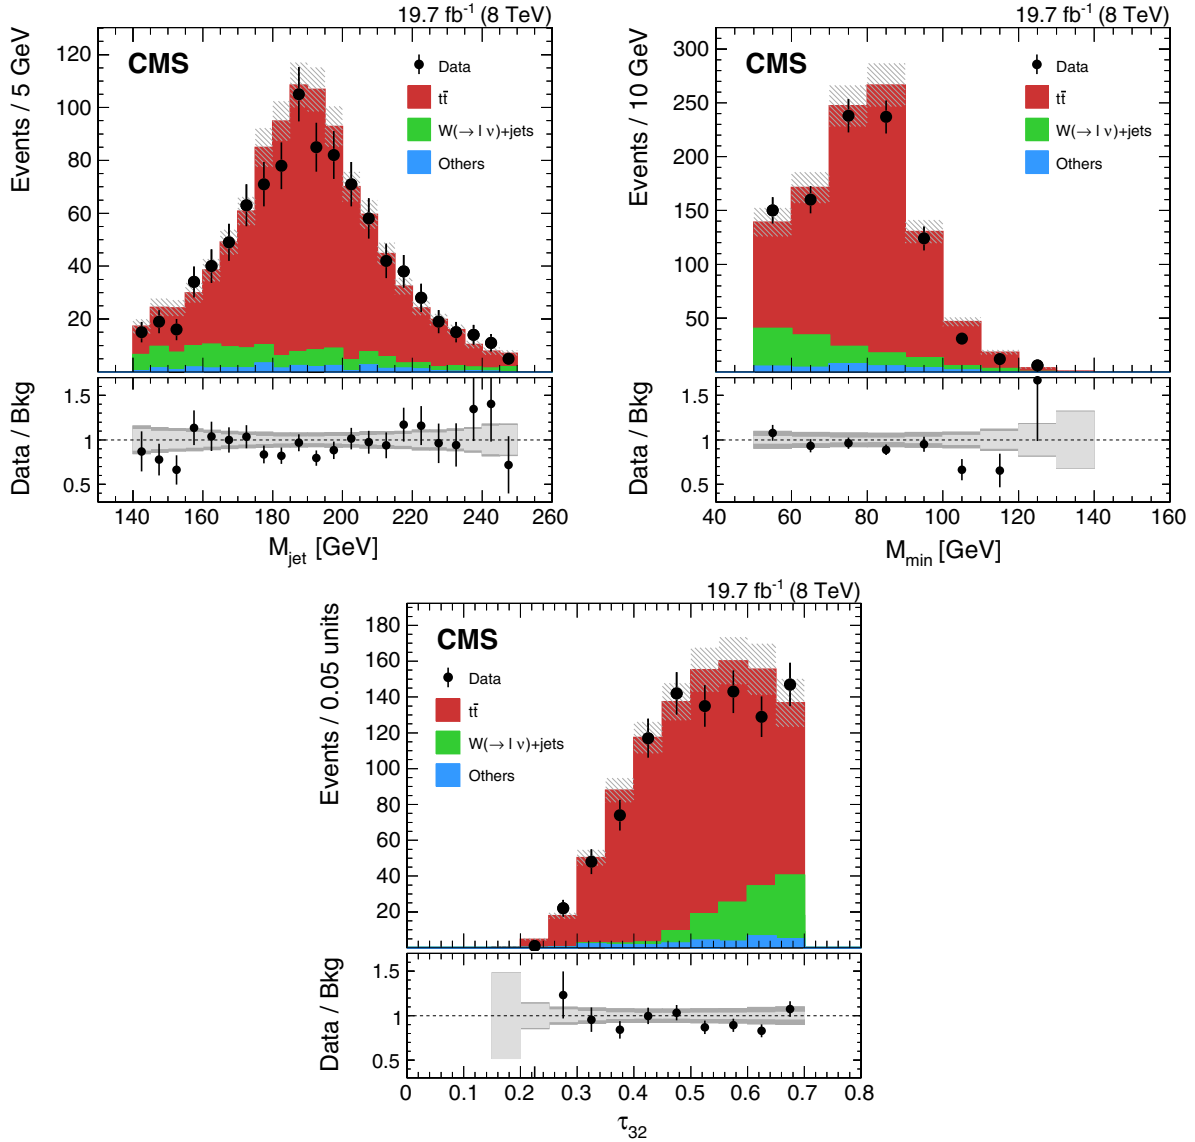 19.7 fb⁻¹ (8 TeV)
Events / 5 GeV
120
100
80
60
40
20
CMS
Data
tt̄
W(→ l ν)+jets
Others
Data / Bkg
1.5
1
0.5
140 160 180 200 220 240 260
M_jet [GeV]
19.7 fb⁻¹ (8 TeV)
Events / 10 GeV
300
250
200
150
100
50
CMS
Data
tt̄
W(→ l ν)+jets
Others
Data / Bkg
1.5
1
0.5
40 60 80 100 120 140 160
M_min [GeV]
19.7 fb⁻¹ (8 TeV)
Events / 0.05 units
180
160
140
120
100
80
60
40
20
CMS
Data
tt̄
W(→ l ν)+jets
Others
Data / Bkg
1.5
1
0.5
0 0.1 0.2 0.3 0.4 0.5 0.6 0.7 0.8
τ₃₂